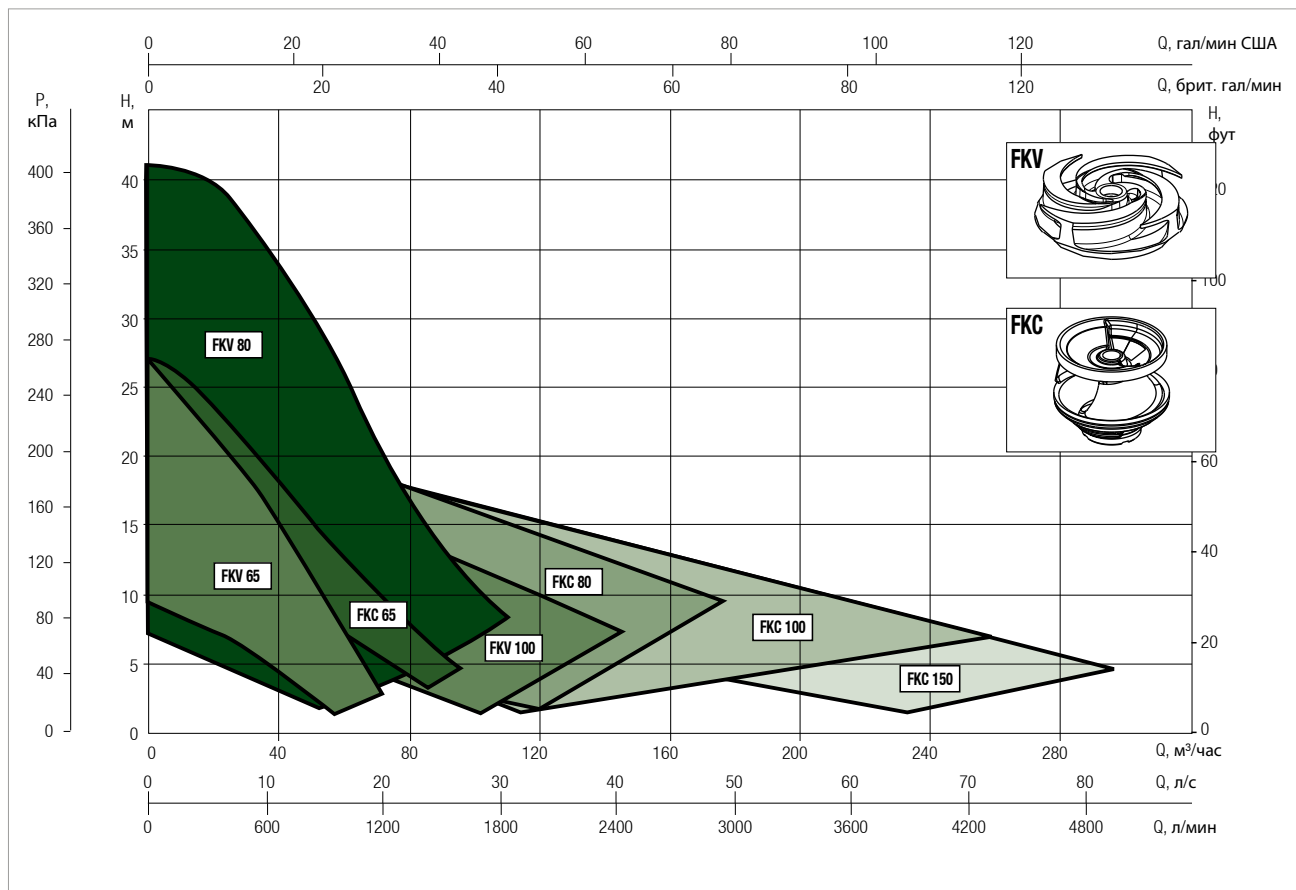 0 20 40 60 80 100 120 Q, гал/мин США
0 20 40 60 80 120 Q, брит. гал/мин
P, кПа
H, м
H, фут
400 360 320 280 240 200 160 120 80 40 0
40 35 30 25 20 15 10 5 0
FKV
20
100
FKC
60
40
20
0
FKV 80
FKV 65
FKC 65
FKC 80
FKV 100
FKC 100
FKC 150
0 40 80 120 160 200 240 280 Q, м³/час
0 10 20 30 40 50 60 70 80 Q, л/с
0 600 1200 1800 2400 3000 3600 4200 4800 Q, л/мин